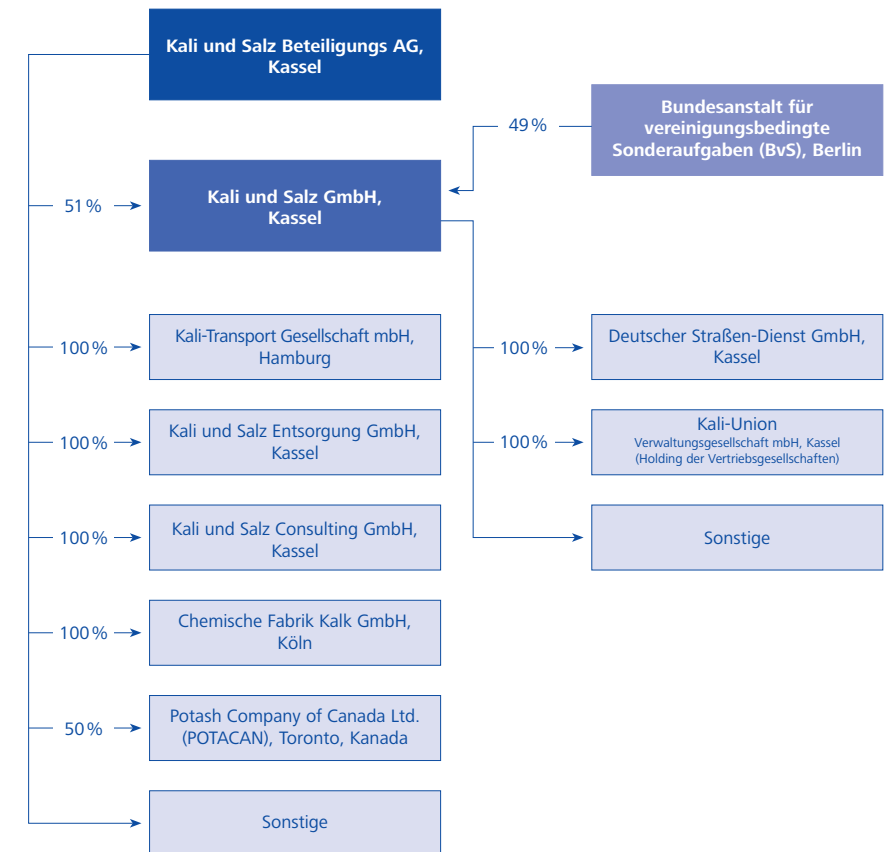 Kali und Salz Beteiligungs AG,
Kassel
Bundesanstalt für
vereinigungsbedingte
Sonderaufgaben (BvS), Berlin
49 %
51 %
Kali und Salz GmbH,
Kassel
100 %
Kali-Transport Gesellschaft mbH,
Hamburg
100 %
Deutscher Straßen-Dienst GmbH,
Kassel
100 %
Kali und Salz Entsorgung GmbH,
Kassel
100 %
Kali-Union
Verwaltungsgesellschaft mbH, Kassel
(Holding der Vertriebsgesellschaften)
100 %
Kali und Salz Consulting GmbH,
Kassel
Sonstige
100 %
Chemische Fabrik Kalk GmbH,
Köln
50 %
Potash Company of Canada Ltd.
(POTACAN), Toronto, Kanada
Sonstige